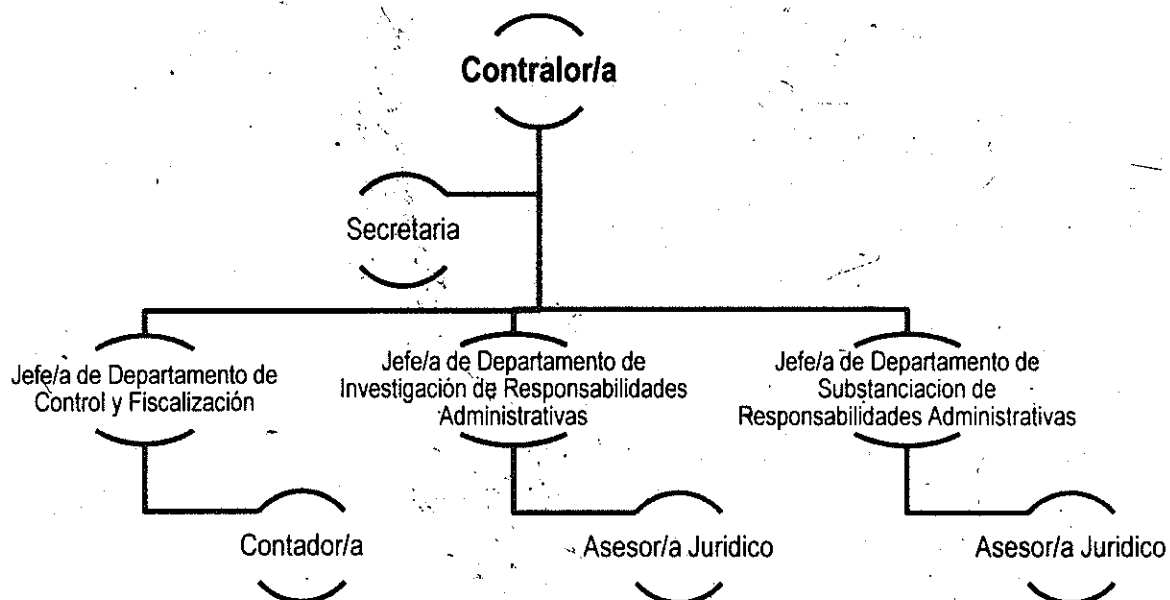 Contralor/a
Secretaria
Jefe/a de Departamento de
Control y Fiscalización
Jefe/a de Departamento de
Investigación de Responsabilidades
Administrativas
Jefe/a de Departamento de
Substanciacion de
Responsabilidades Administrativas
Contador/a
Asesor/a Juridico
Asesor/a Juridico